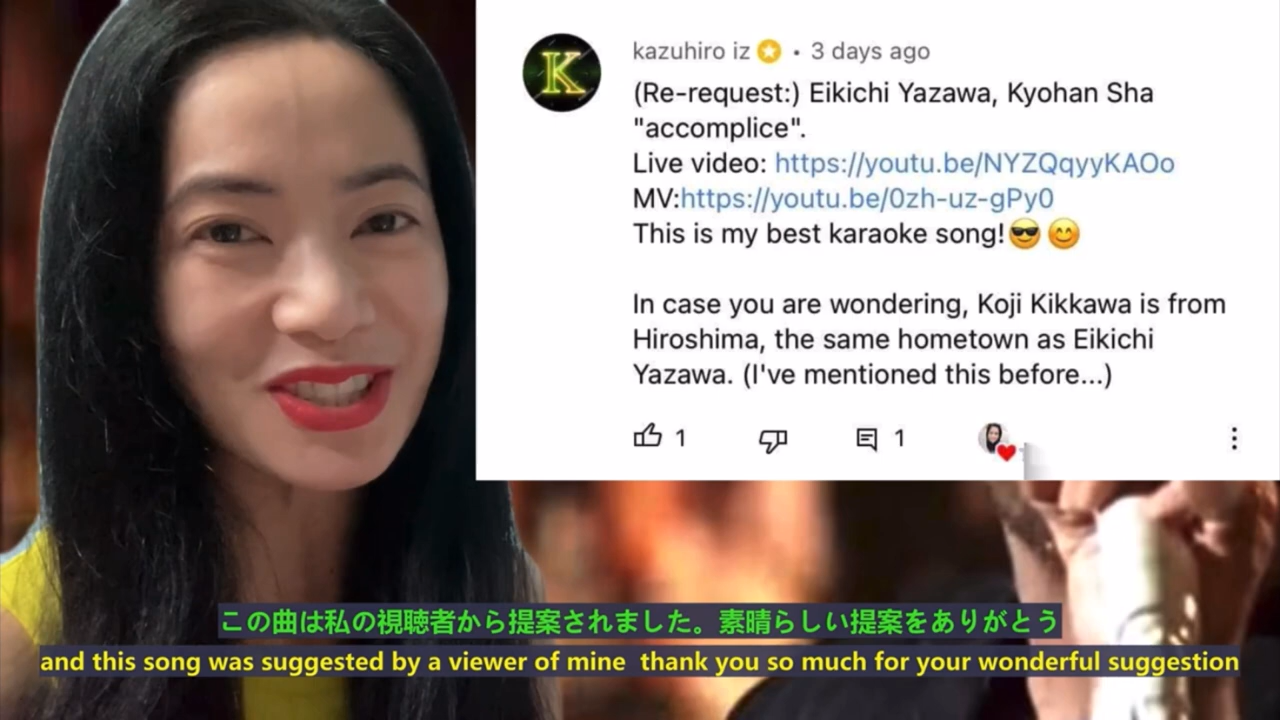 K
kazuhiro iz • 3 days ago
(Re-request:) Eikichi Yazawa, Kyohan Sha
"accomplice".
Live video: https://youtu.be/NYZQqyyKAOo
MV:https://youtu.be/0zh-uz-gPy0
This is my best karaoke song!😎😊
In case you are wondering, Koji Kikkawa is from
Hiroshima, the same hometown as Eikichi
Yazawa. (I've mentioned this before...)
1 1
この曲は私の視聴者から提案されました。素晴らしい提案をありがとう
and this song was suggested by a viewer of mine thank you so much for your wonderful suggestion